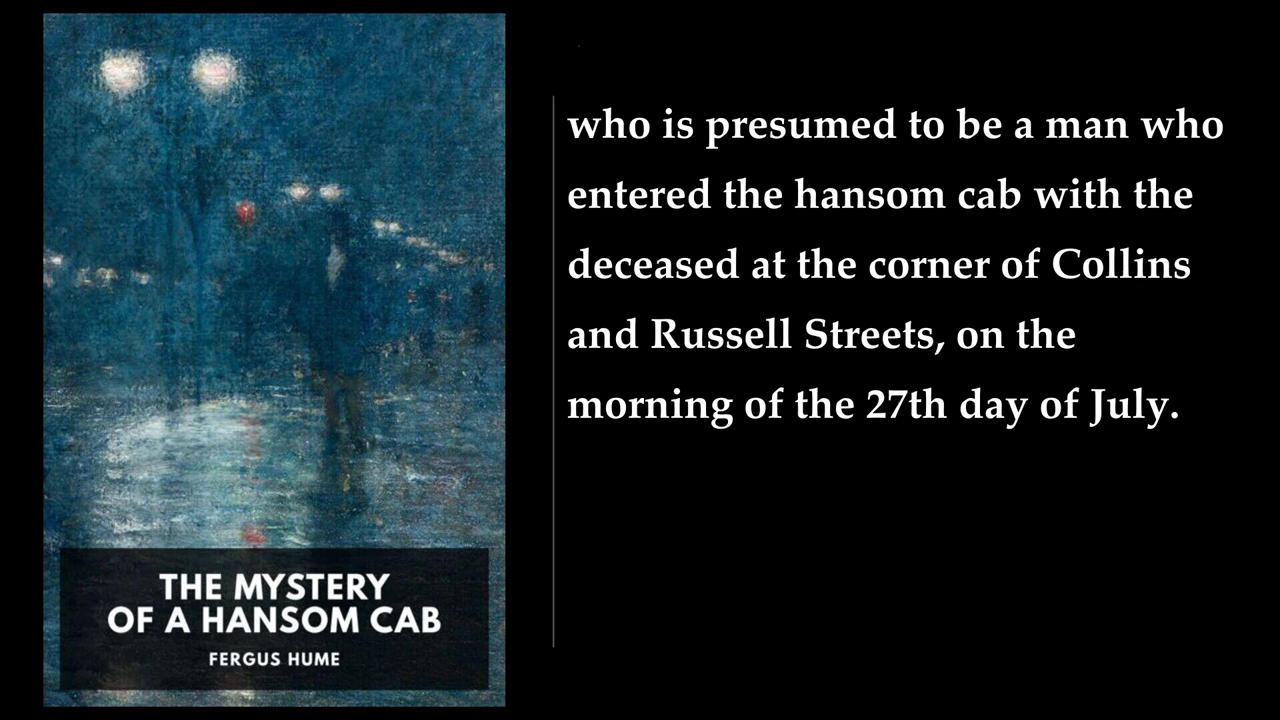 who is presumed to be a man who
entered the hansom cab with the
deceased at the corner of Collins
and Russell Streets, on the
morning of the 27th day of July.
THE MYSTERY
OF A HANSOM CAB
FERGUS HUME